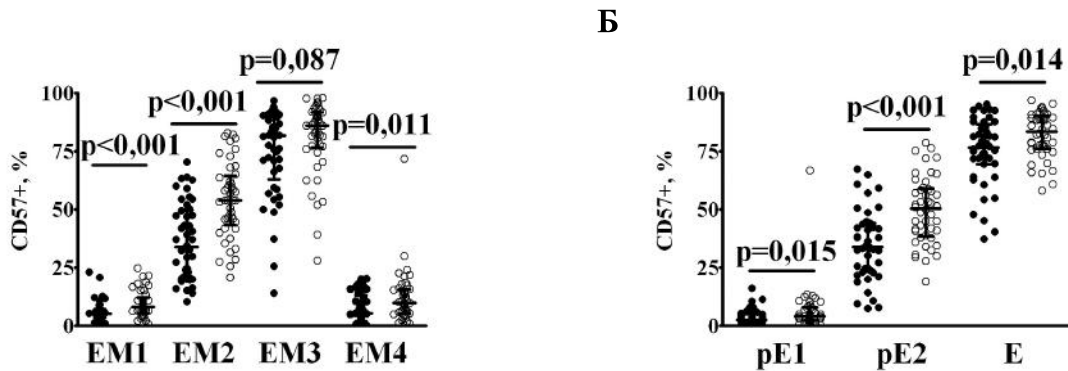 Б
p=0,087
p<0,001
p=0,011
p<0,001
CD57+, %
100
75
50
25
0
EM1 EM2 EM3 EM4
p=0,014
p<0,001
p=0,015
CD57+, %
100
75
50
25
0
pE1 pE2 E